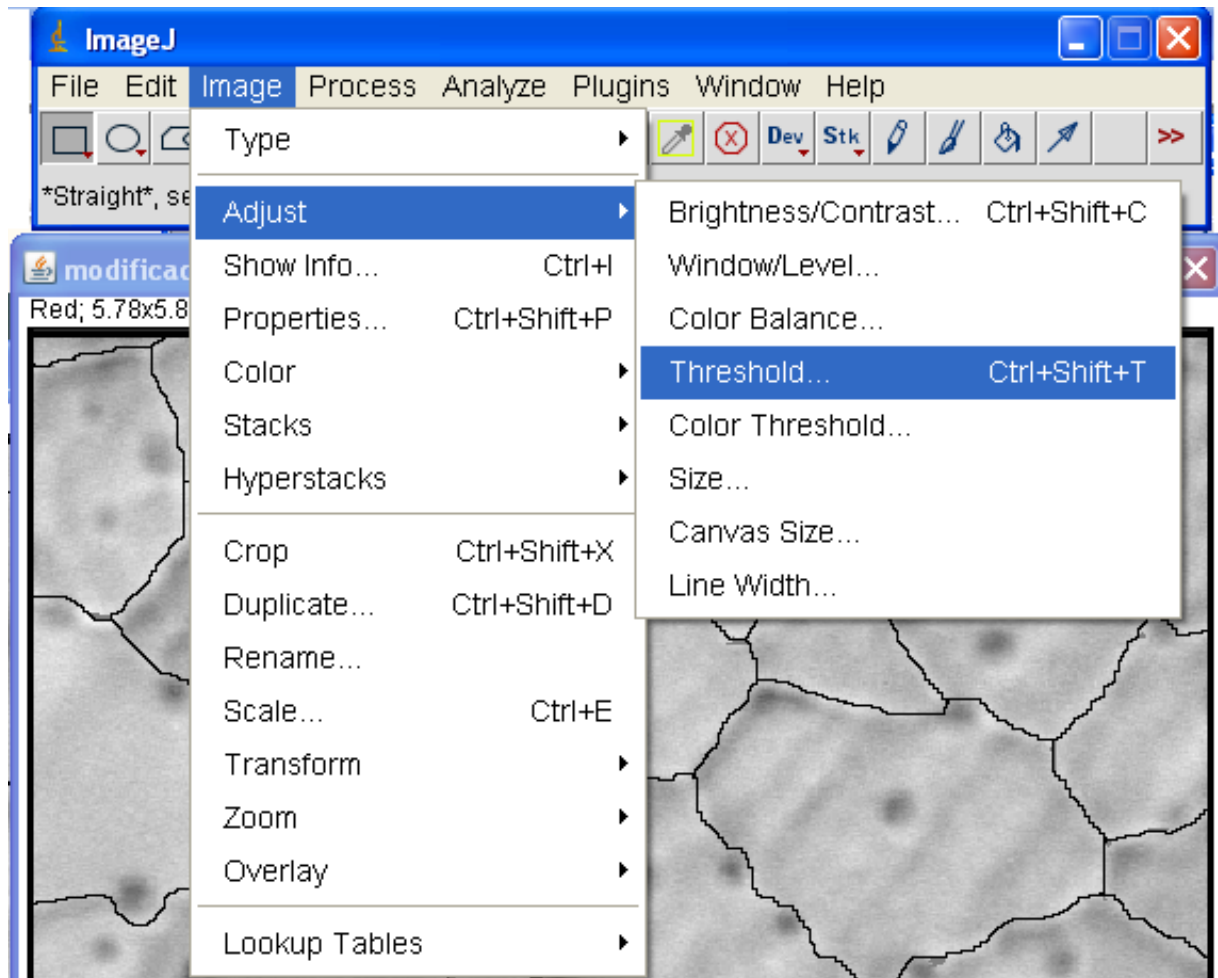 ImageJ
File Edit Image Process Analyze Plugins Window Help
Dev Stk >>
*Straight*, se
modificac
Red; 5.78x5.8
Type
Adjust
Show Info... Ctrl+I
Properties... Ctrl+Shift+P
Color
Stacks
Hyperstacks
Crop Ctrl+Shift+X
Duplicate... Ctrl+Shift+D
Rename...
Scale... Ctrl+E
Transform
Zoom
Overlay
Lookup Tables
Brightness/Contrast... Ctrl+Shift+C
Window/Level...
Color Balance...
Threshold... Ctrl+Shift+T
Color Threshold...
Size...
Canvas Size...
Line Width...